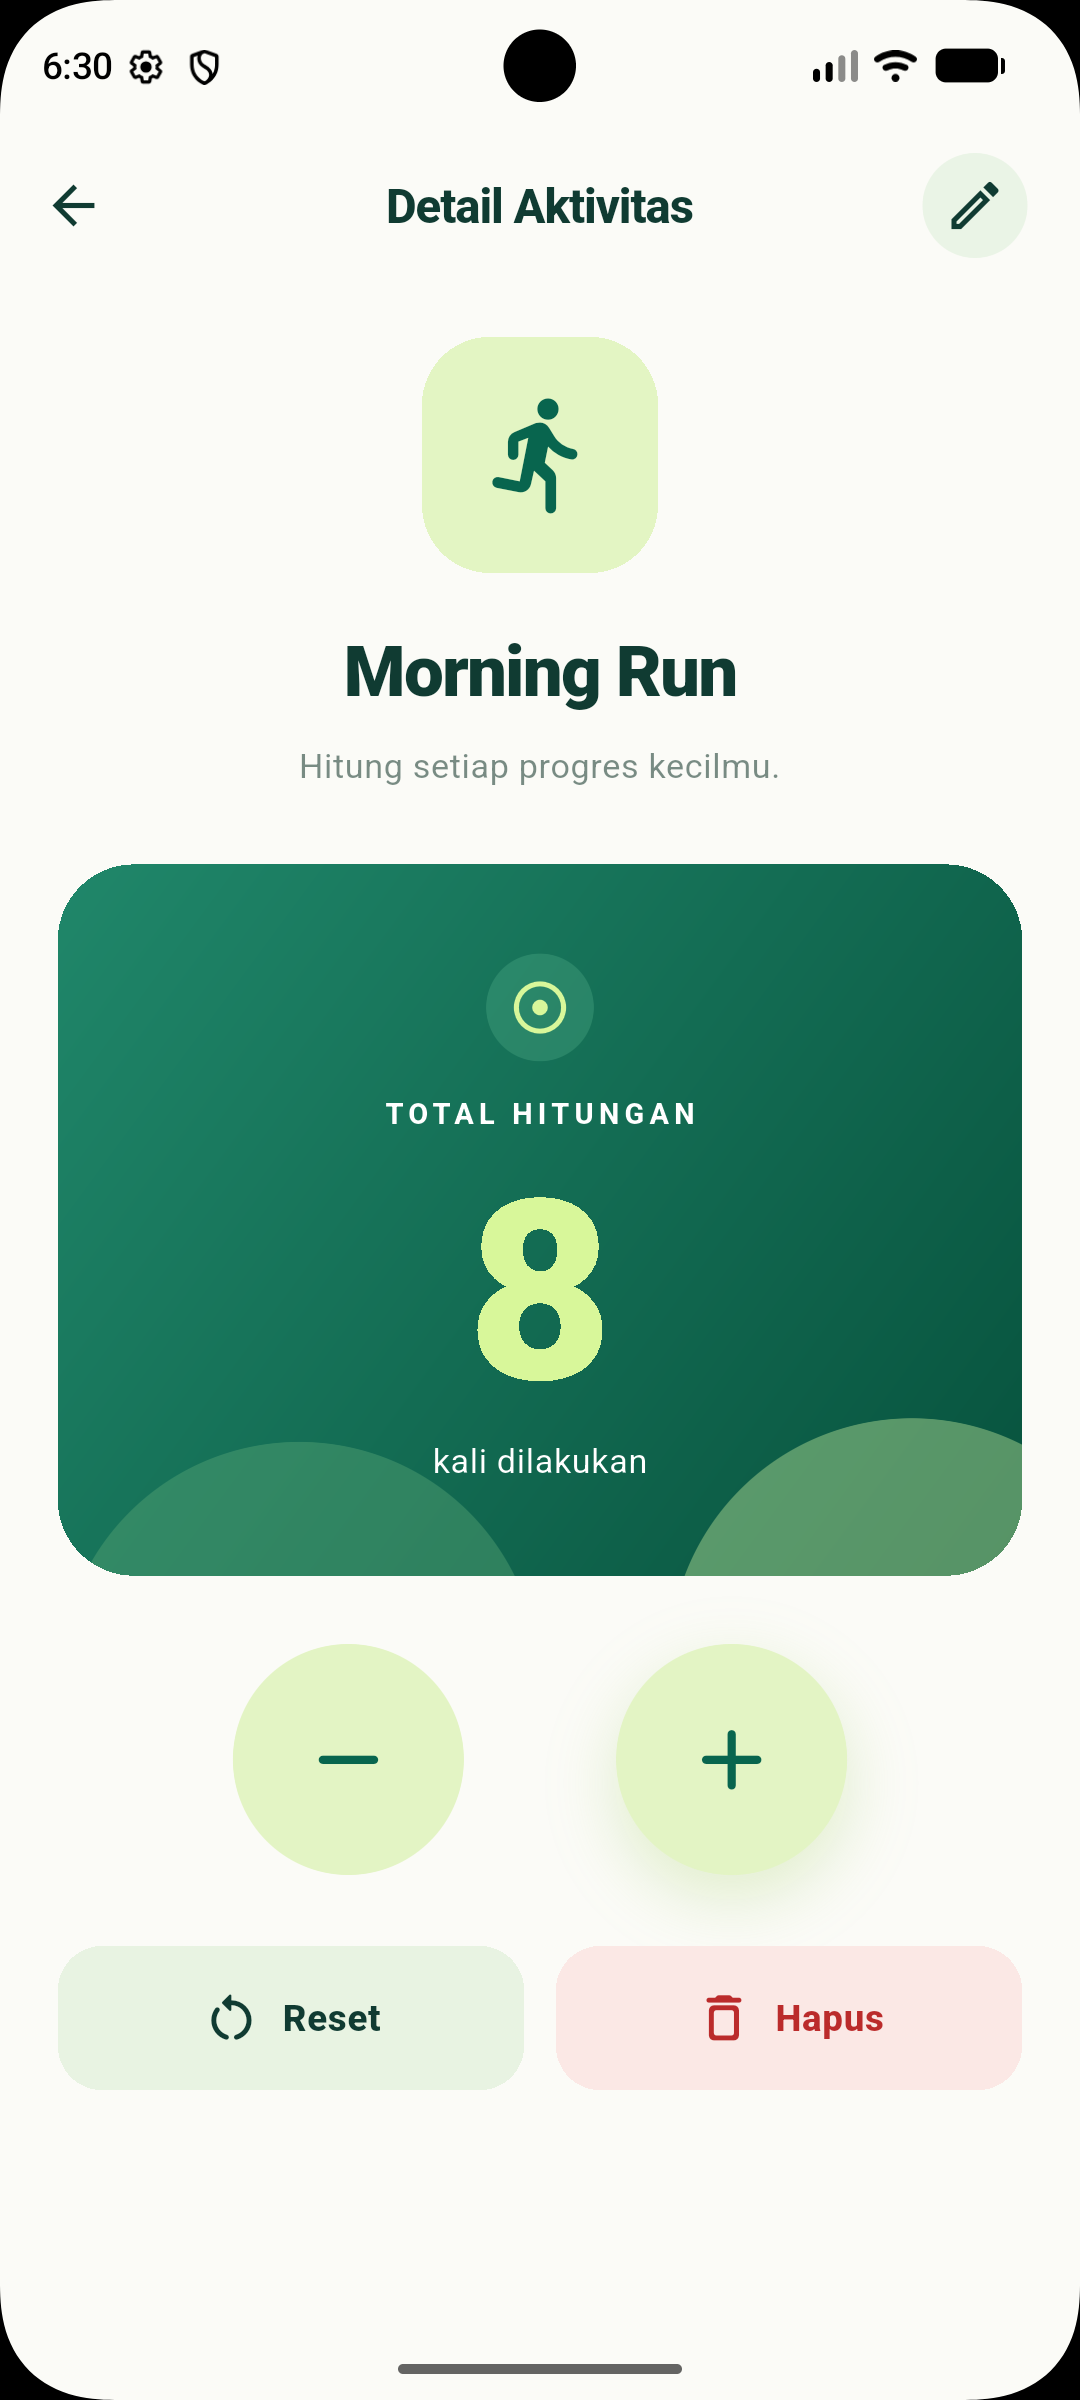 6:30
Detail Aktivitas
Morning Run
Hitung setiap progres kecilmu.
TOTAL HITUNGAN
8
kali dilakukan
Reset
Hapus